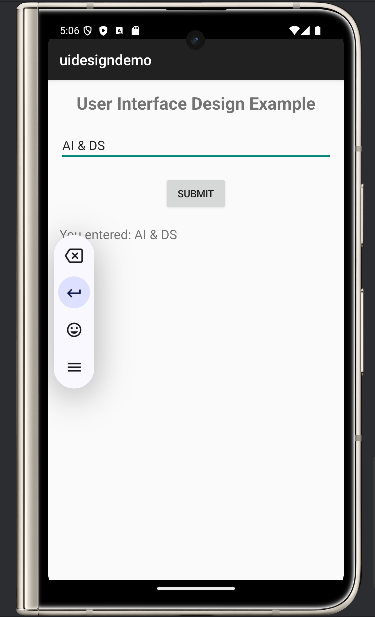 5:06
uidesigndemo
User Interface Design Example
AI & DS
SUBMIT
You entered: AI & DS